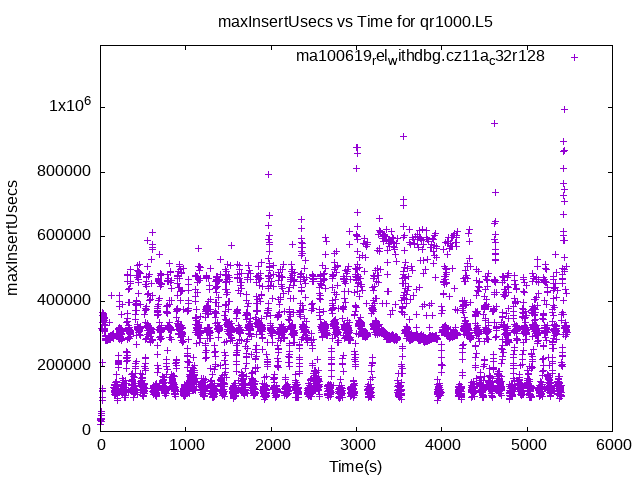 maxInsertUsecs vs Time for qr1000.L5
ma100619relwithdbg.cz11ac32r128
1x10^6
800000
600000
400000
200000
0
maxInsertUsecs
0 1000 2000 3000 4000 5000 6000
Time(s)